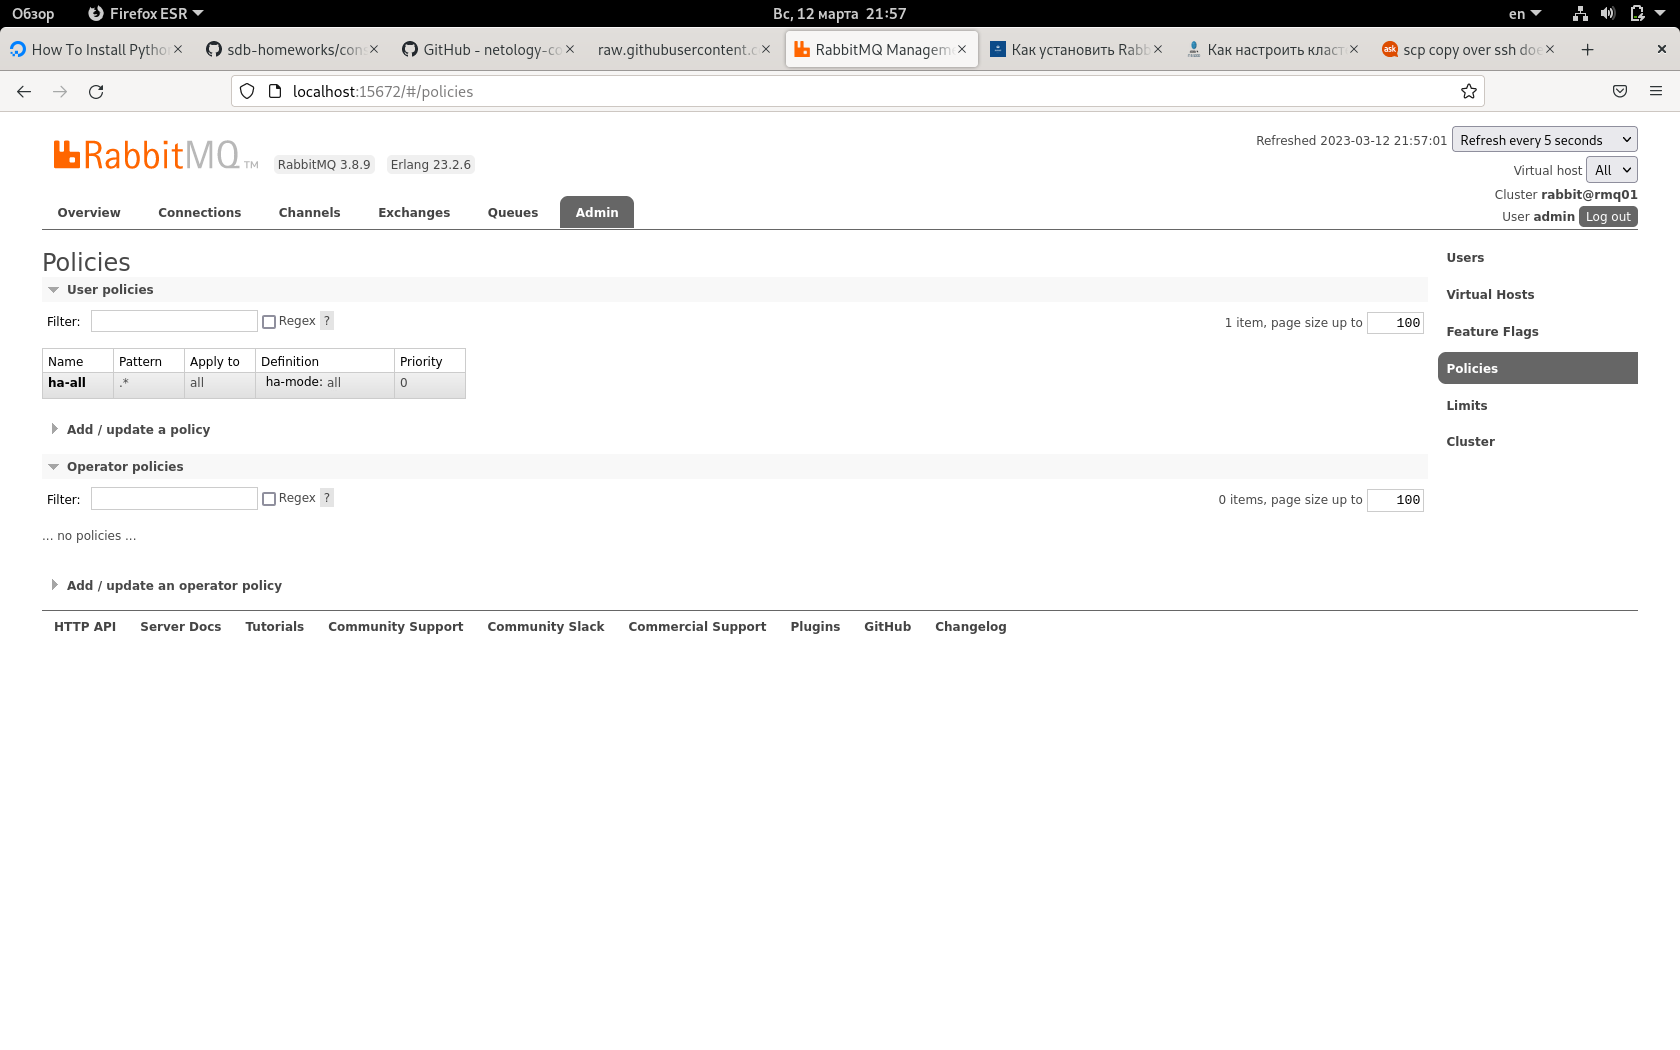 Обзор Firefox ESR Вс, 12 марта 21:57 en
How To Install Pytho sdb-homeworks/con GitHub - netology-co raw.githubusercontent.c RabbitMQ Managem Как установить Rabb Как настроить класт scp copy over ssh doe
localhost:15672/#/policies
RabbitMQ TM RabbitMQ 3.8.9 Erlang 23.2.6
Refreshed 2023-03-12 21:57:01 Refresh every 5 seconds
Virtual host All
Cluster rabbit@rmq01
User admin Log out
Overview Connections Channels Exchanges Queues Admin
Policies
User policies
Filter: Regex ? 1 item, page size up to 100
Name Pattern Apply to Definition Priority
ha-all .* all ha-mode: all 0
Add / update a policy
Operator policies
Filter: Regex ? 0 items, page size up to 100
... no policies ...
Add / update an operator policy
Users
Virtual Hosts
Feature Flags
Policies
Limits
Cluster
HTTP API Server Docs Tutorials Community Support Community Slack Commercial Support Plugins GitHub Changelog